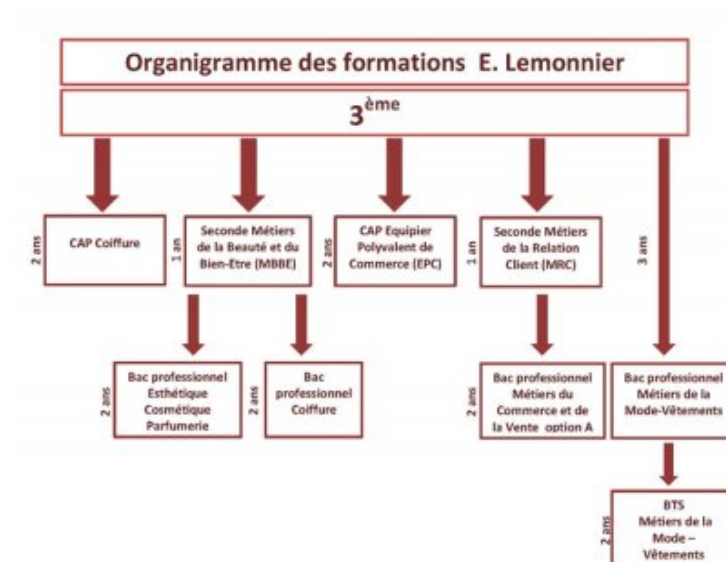 Organigramme des formations E. Lemonnier
3ème
2 ans
CAP Coiffure
1 an
Seconde Métiers
de la Beauté et du
Bien-Etre (MBBE)
2 ans
CAP Equipier
Polyvalent de
Commerce (EPC)
1 an
Seconde Métiers
de la Relation
Client (MRC)
3 ans
2 ans
Bac professionnel
Esthétique
Cosmétique
Parfumerie
2 ans
Bac
professionnel
Coiffure
2 ans
Bac professionnel
Métiers du
Commerce et de
la Vente option A
Bac professionnel
Métiers de la
Mode-Vêtements
2 ans
BTS
Métiers de la
Mode –
Vêtements